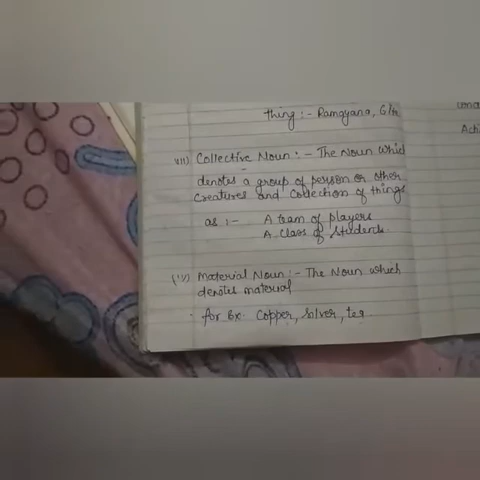 Thing :- Ramayana, Git
iii) Collective Noun :- The Noun which
denotes a group of person or other
creatures and Collection of things
as :- A team of players
A Class of Students.
(iv) Material Noun :- The Noun which
denotes material
for Ex. Copper, Silver, tea